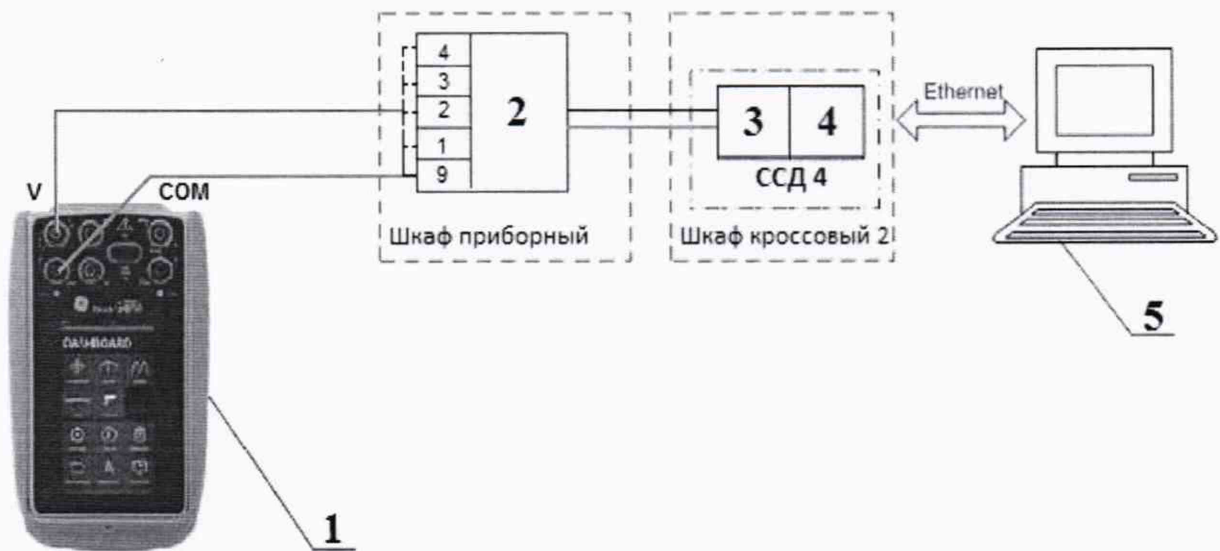 4
3
2
1
9
2
3
4
ССД 4
Ethernet
V
COM
Шкаф приборный
Шкаф кроссовый 2
5
DASHBOARD
1